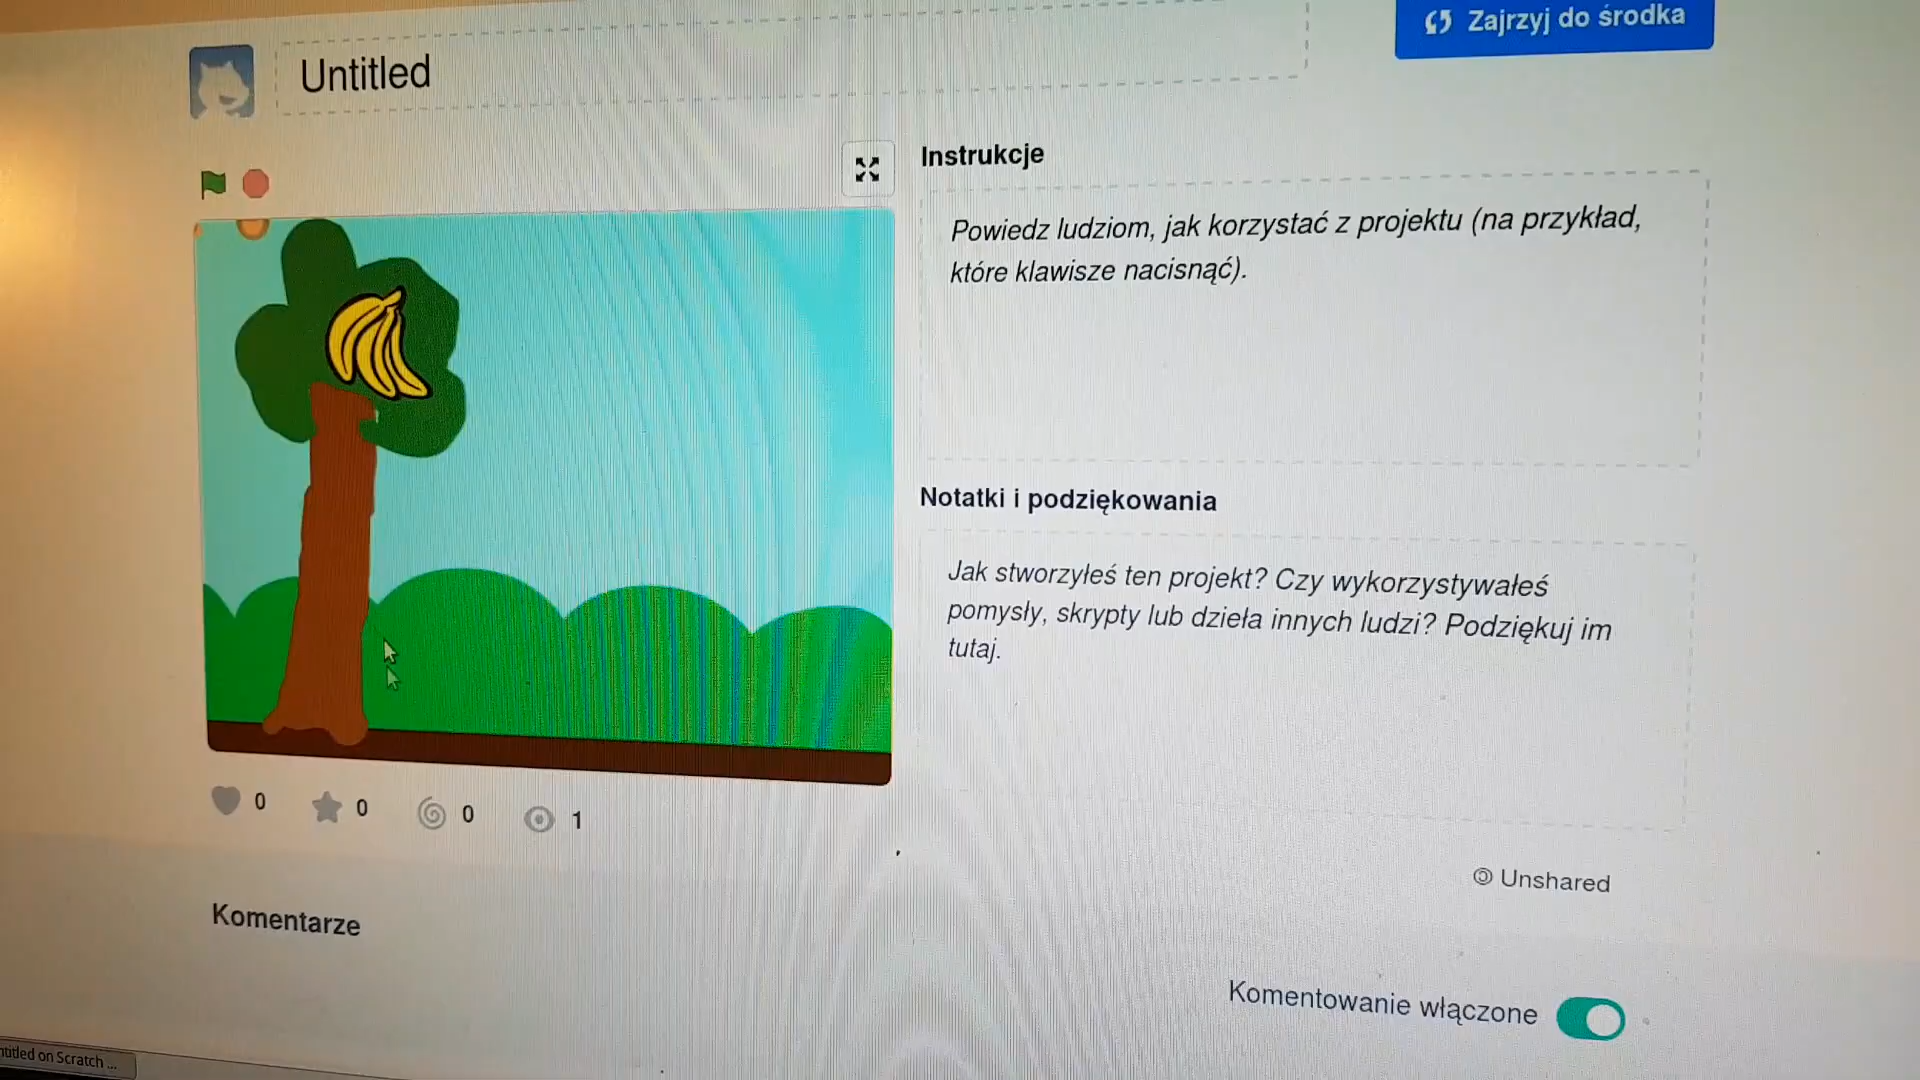 Zajrzyj do środka
Untitled
Instrukcje
Powiedz ludziom, jak korzystać z projektu (na przykład,
które klawisze nacisnąć).
Notatki i podziękowania
Jak stworzyłeś ten projekt? Czy wykorzystywałeś
pomysły, skrypty lub dzieła innych ludzi? Podziękuj im
tutaj.
0 0 0 1
Unshared
Komentarze
Komentowanie włączone
ntitled on Scratch ...